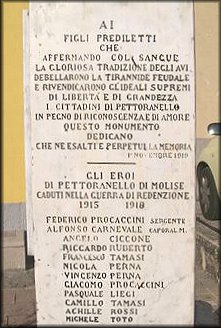 AI
FIGLI PREDILETTI
CHE
AFFERMANDO COL SANGUE
LA GLORIOSA TRADIZIONE DEGLI AVI
DEBELLARONO LA TIRANNIDE FEUDALE
E RIVENDICARONO GL'IDEALI SUPREMI
DI LIBERTÀ E DI GRANDEZZA
I CITTADINI DI PETTORANELLO
IN PEGNO DI RICONOSCENZA E DI AMORE
QUESTO MONUMENTO
DEDICANO
CHE NE ESALTI E PERPETUI LA MEMORIA
1º NOVEMBRE 1919
GLI EROI
DI PETTORANELLO DI MOLISE
CADUTI NELLA GUERRA DI REDENZIONE
1915 1918
FEDERICO PROCACCINI SERGENTE
ALFONSO CARNEVALE CAPORAL M.
ANGELO CICCONE
RICCARDO RUBERTO
FRANCESCO TAMASI
NICOLA PERNA
VINCENZO PERNA
GIACOMO PROCACCINI
PASQUALE LIEGI
CAMILLO TAMASI
ACHILLE ROSSI
MICHELE TOTO